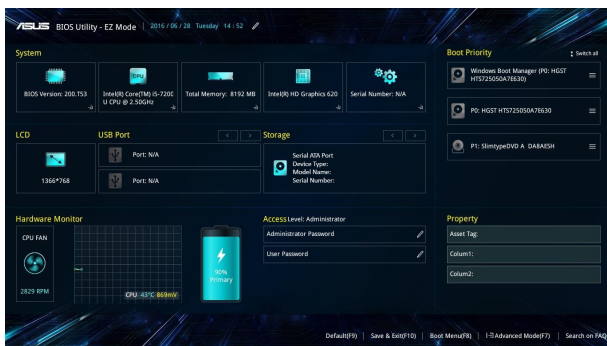 ASUS BIOS Utility - EZ Mode 2016 / 06 / 28 Tuesday 14 : 52
System
BIOS Version: 200.T53
CPU
Intel(R) Core(TM) i5-7200
U CPU @ 2.50GHz
Total Memory: 8192 MB
Intel(R) HD Graphics 620
Serial Number: N/A
Boot Priority
Switch all
Windows Boot Manager (P0: HGST
HTS725050A7E630)
P0: HGST HTS725050A7E630
P1: SlimtypeDVD A DA8AESH
LCD
1366*768
USB Port
Port: N/A
Port: N/A
Storage
Serial ATA Port
Device Type:
Model Name:
Serial Number:
Hardware Monitor
CPU FAN
2829 RPM
CPU 43°C 869mV
90%
Primary
Access Level: Administrator
Administrator Password
User Password
Property
Asset Tag:
Colum1:
Colum2:
Default(F9) | Save & Exit(F10) | Boot Menu(F8) | Advanced Mode(F7) | Search on FAQ